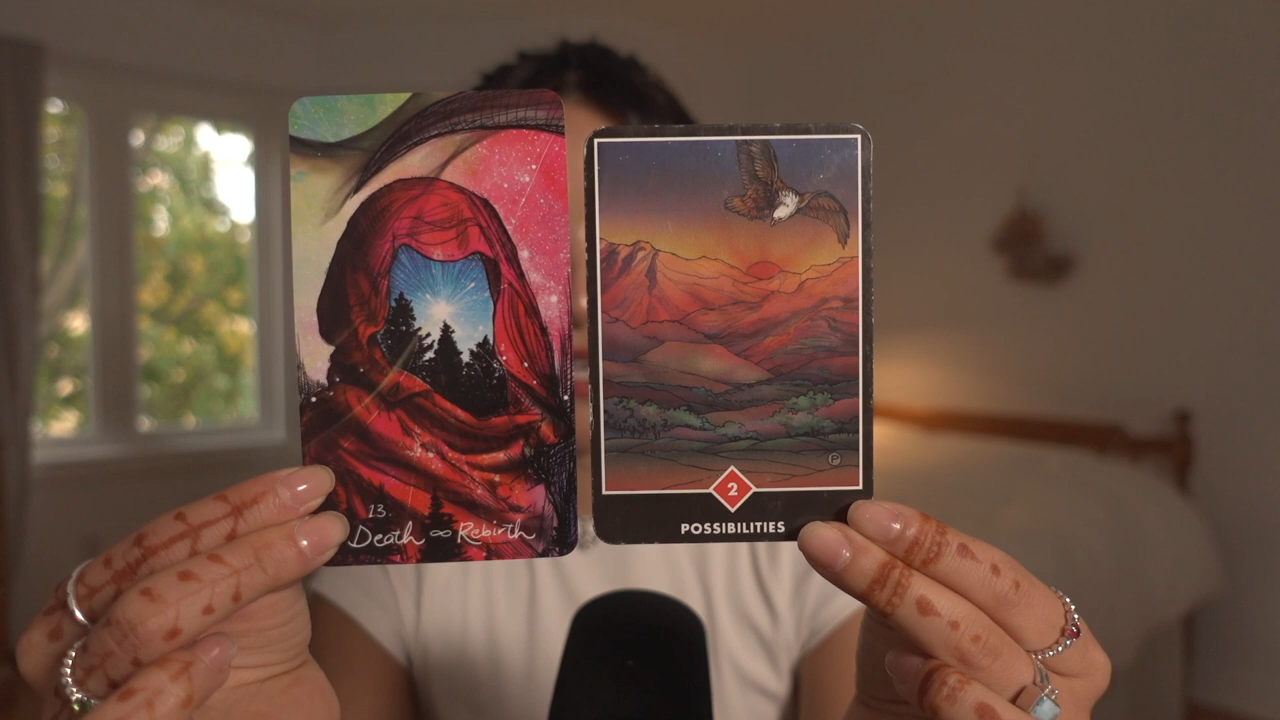 13.
Death ∞ Rebirth
P
2
POSSIBILITIES